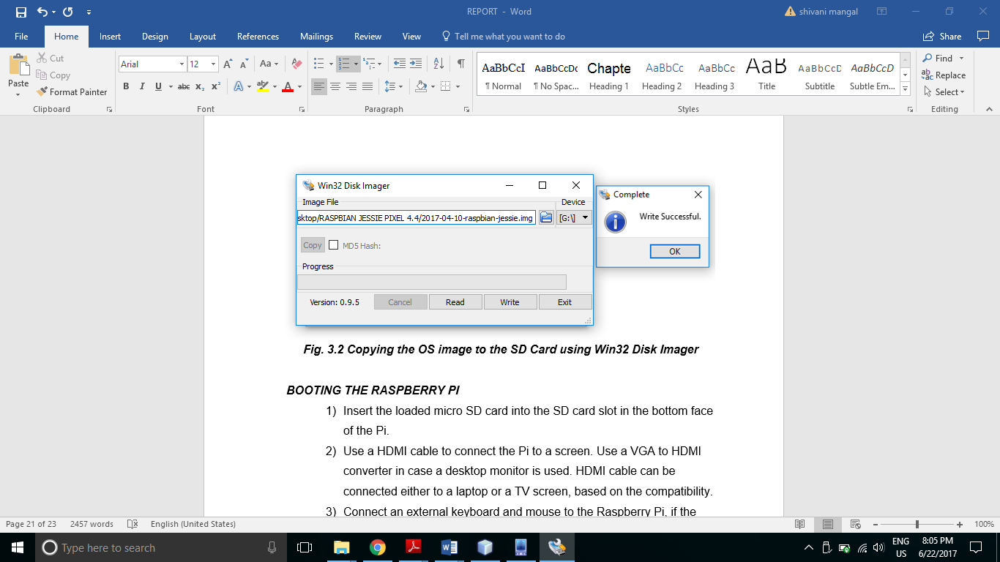 REPORT - Word
shivani mangal
File Home Insert Design Layout References Mailings Review View Tell me what you want to do Share
Paste
Cut
Copy
Format Painter
Clipboard
Arial 12
Aa
B I U abc x₂ x²
A ab A
Font
Paragraph
AaBbCcI AaBbCcDc Chapte AaBbCc AaBbCc AaB AaBbCcD AaBbCcD
¶ Normal ¶ No Spac... Heading 1 Heading 2 Heading 3 Title Subtitle Subtle Em...
Styles
Find
Replace
Select
Editing
Win32 Disk Imager
Image File Device
sktop/RASPBIAN JESSIE PIXEL 4.4/2017-04-10-raspbian-jessie.img [G:\]
Copy MD5 Hash:
Progress
Version: 0.9.5 Cancel Read Write Exit
Complete
Write Successful.
OK
Fig. 3.2 Copying the OS image to the SD Card using Win32 Disk Imager
BOOTING THE RASPBERRY PI
1) Insert the loaded micro SD card into the SD card slot in the bottom face
of the Pi.
2) Use a HDMI cable to connect the Pi to a screen. Use a VGA to HDMI
converter in case a desktop monitor is used. HDMI cable can be
connected either to a laptop or a TV screen, based on the compatibility.
3) Connect an external keyboard and mouse to the Raspberry Pi, if the
Page 21 of 23 2457 words English (United States) 100%
Type here to search
ENG
US
8:05 PM
6/22/2017